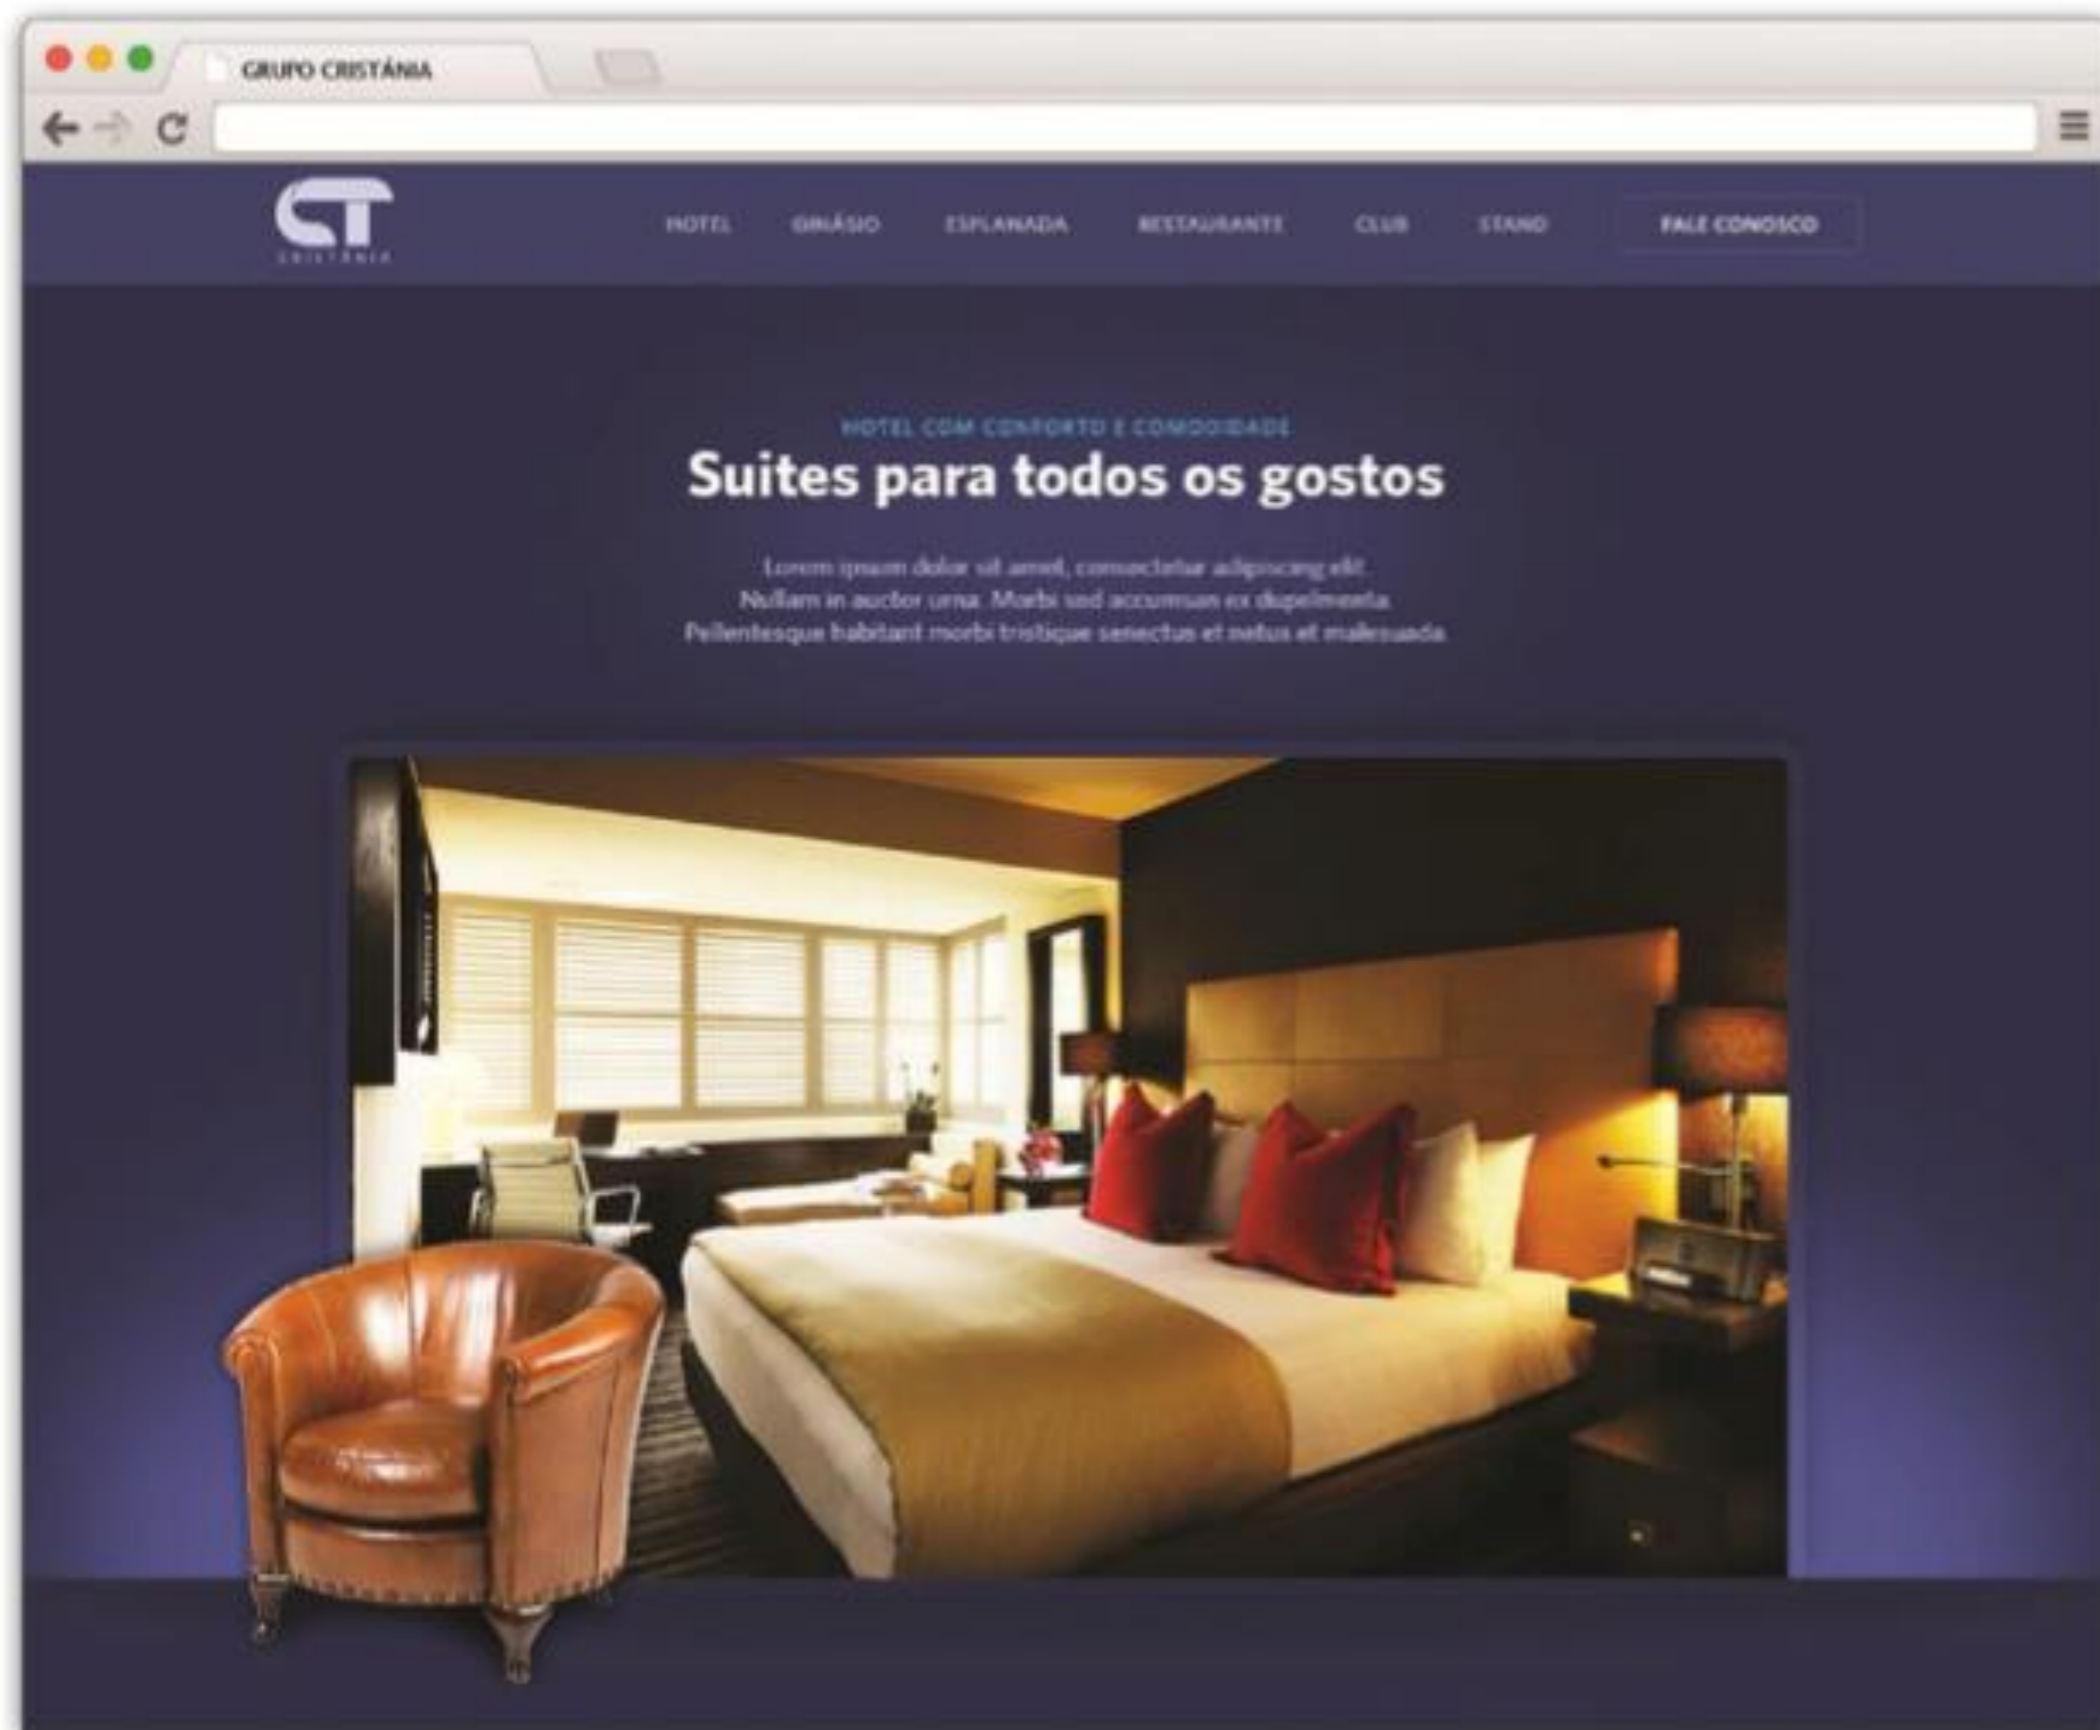 GRUPO CRISTÁNIA
CT
CRISTÂNIA
HOTEL GINÁSIO ESPLANADA RESTAURANTE CLUB STAND FALE CONOSCO
HOTEL COM CONFORTO E COMODIDADE
Suites para todos os gostos
Lorem ipsum dolor sit amet, consectetur adipiscing elit.
Nullam in auctor urna. Morbi sed accumsan ex dupelmenta.
Pellentesque habitant morbi tristique senectus et netus et malesuada.